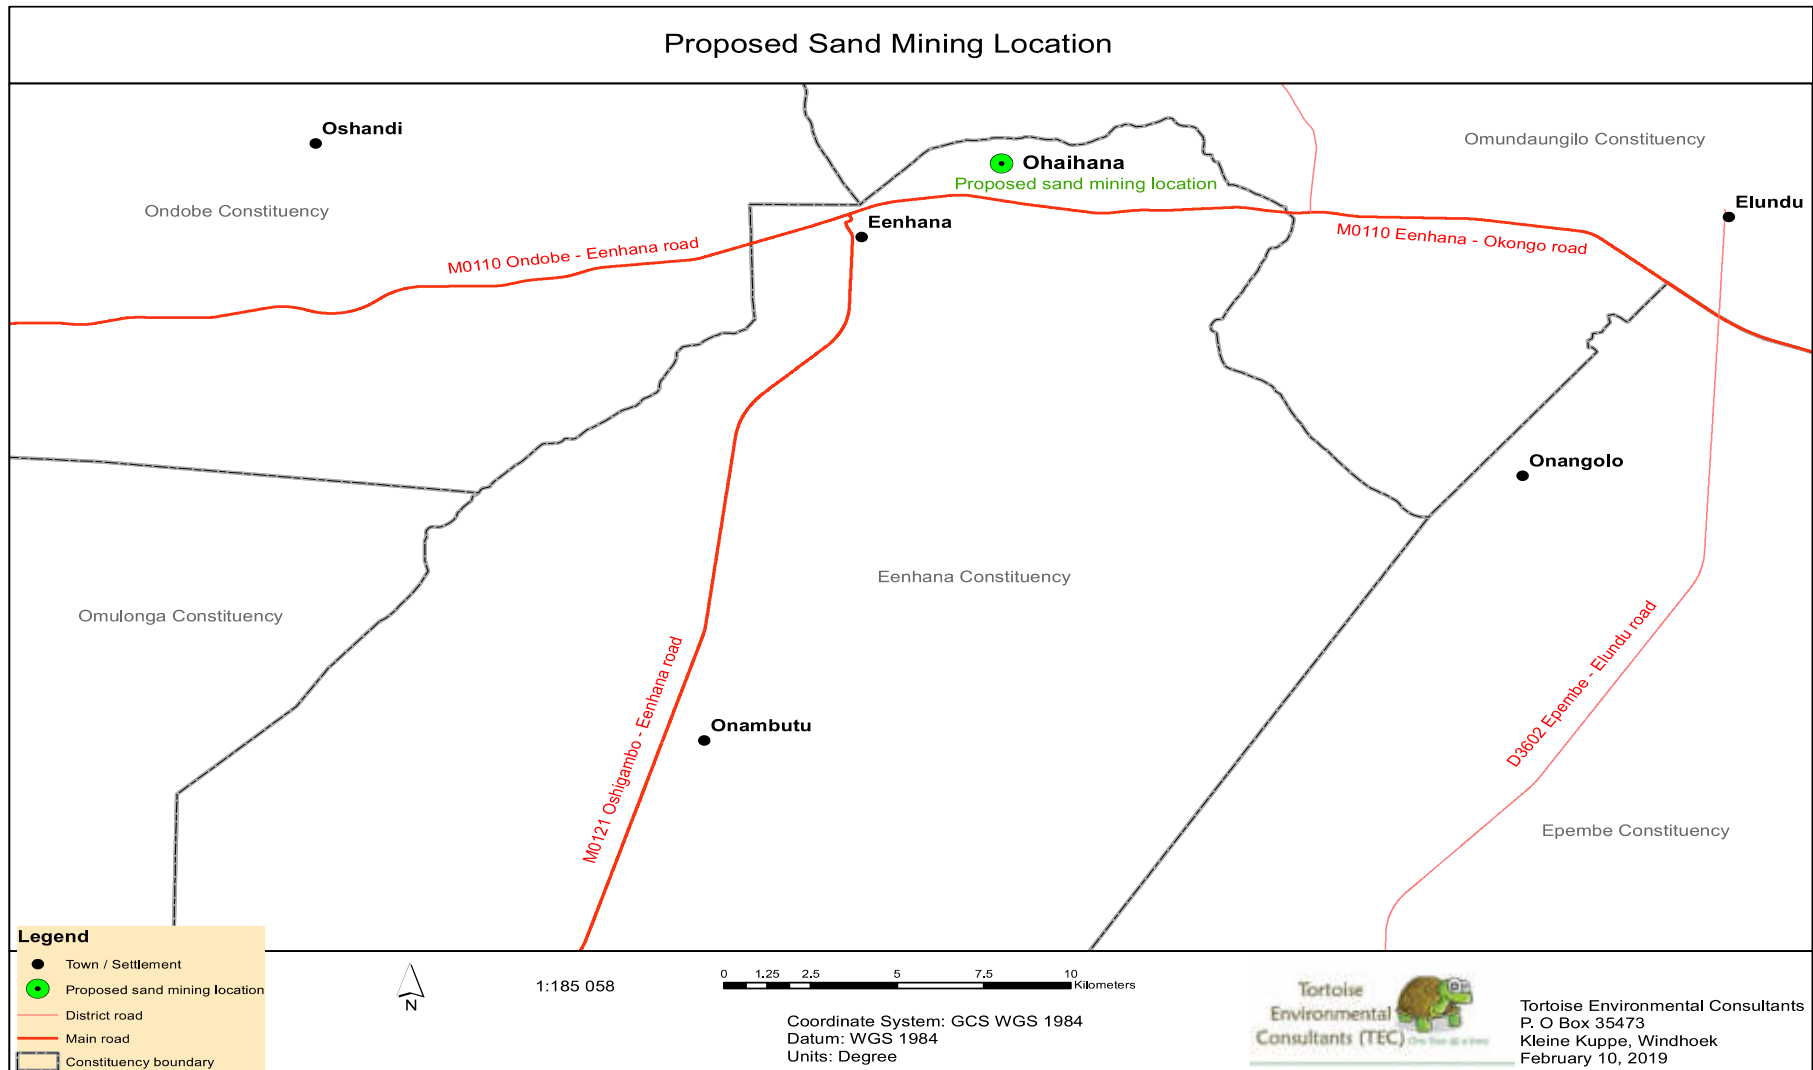 Proposed Sand Mining Location
Oshandi
Omundaungilo Constituency
Ohaihana
Proposed sand mining location
Elundu
Ondobe Constituency
Eenhana
M0110 Ondobe - Eenhana road
M0110 Eenhana - Okongo road
Onangolo
Eenhana Constituency
Omulonga Constituency
M0121 Oshigambo - Eenhana road
D3602 Epembe - Elundu road
Onambutu
Epembe Constituency
Legend
Town / Settlement
Proposed sand mining location
District road
Main road
Constituency boundary
N
1:185 058
0 1.25 2.5 5 7.5 10
Kilometers
Coordinate System: GCS WGS 1984
Datum: WGS 1984
Units: Degree
Tortoise
Environmental
Consultants (TEC)
Tortoise Environmental Consultants
P. O Box 35473
Kleine Kuppe, Windhoek
February 10, 2019